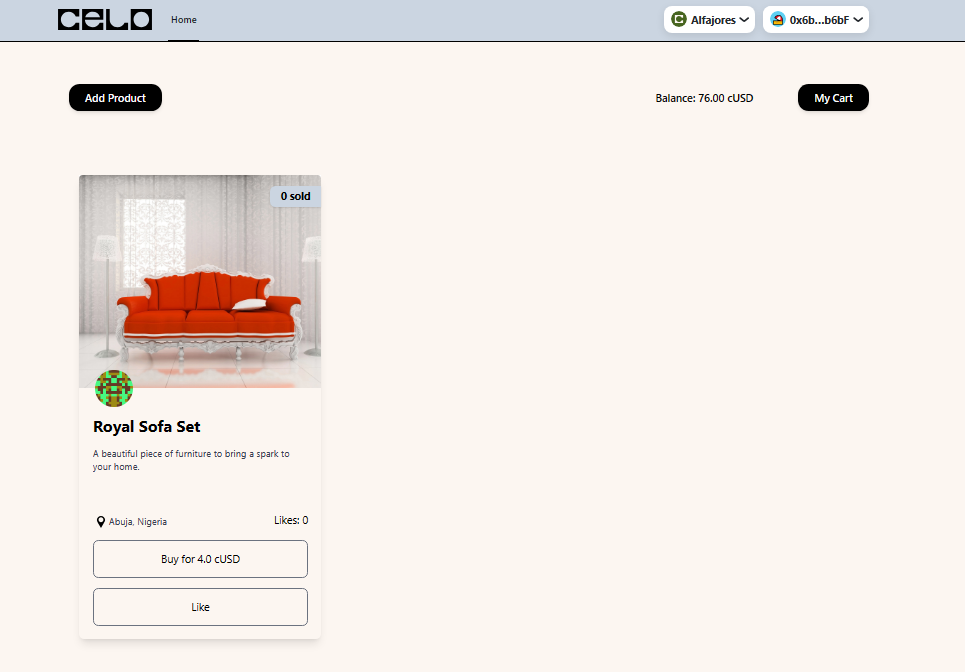 CELO
Home
Alfajores
0x6b...b6bF
Add Product
Balance: 76.00 cUSD
My Cart
0 sold
Royal Sofa Set
A beautiful piece of furniture to bring a spark to
your home.
Abuja, Nigeria
Likes: 0
Buy for 4.0 cUSD
Like